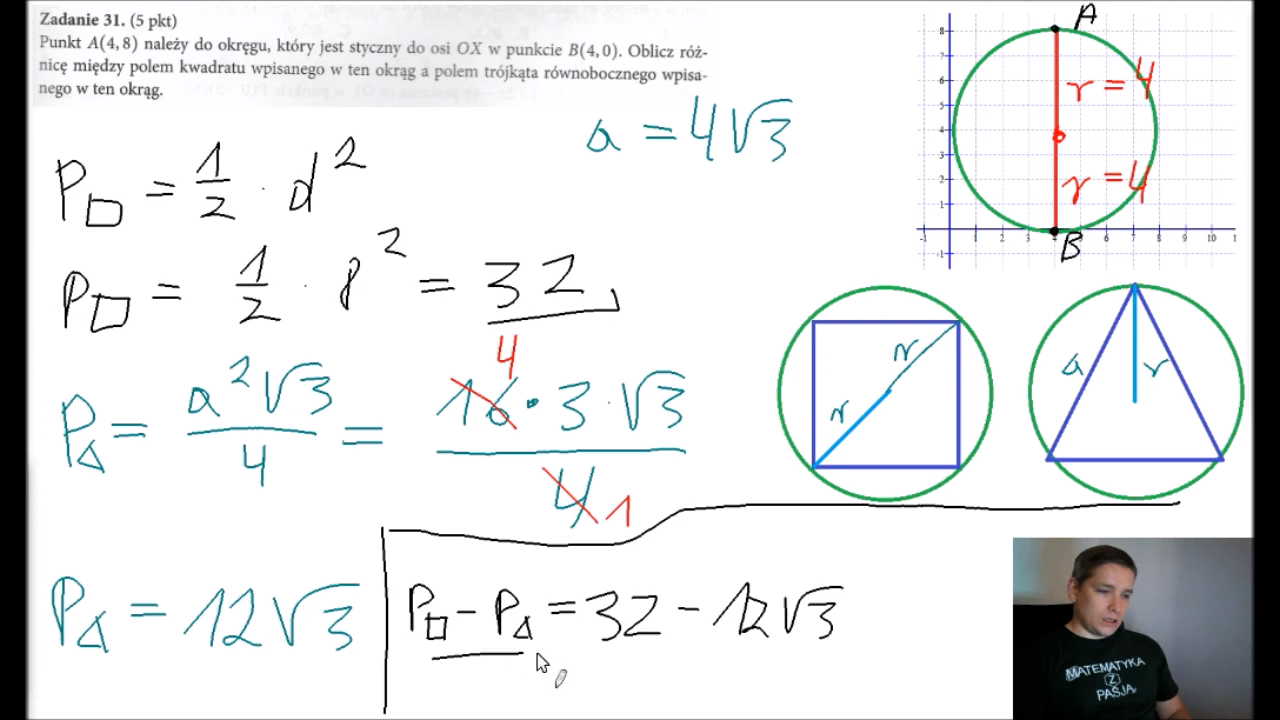 Zadanie 31. (5 pkt)
Punkt A(4,8) należy do okręgu, który jest styczny do osi OX w punkcie B(4,0). Oblicz róż-
nicę między polem kwadratu wpisanego w ten okrąg a polem trójkąta równobocznego wpisa-
nego w ten okrąg.
a = 4√3
P□ = 1/2 · d²
P□ = 1/2 · 8² = 32
P△ = a²√3/4 = 16·3·√3/4
4
1
P△ = 12√3
P□ - P△ = 32 - 12√3
A
r = 4
r = 4
B
8
7
6
5
4
3
2
1
-1
-1 1 2 3 4 5 6 7 8 9 10 1
r
r
a
r
MATEMATYKA
Z
PASJĄ